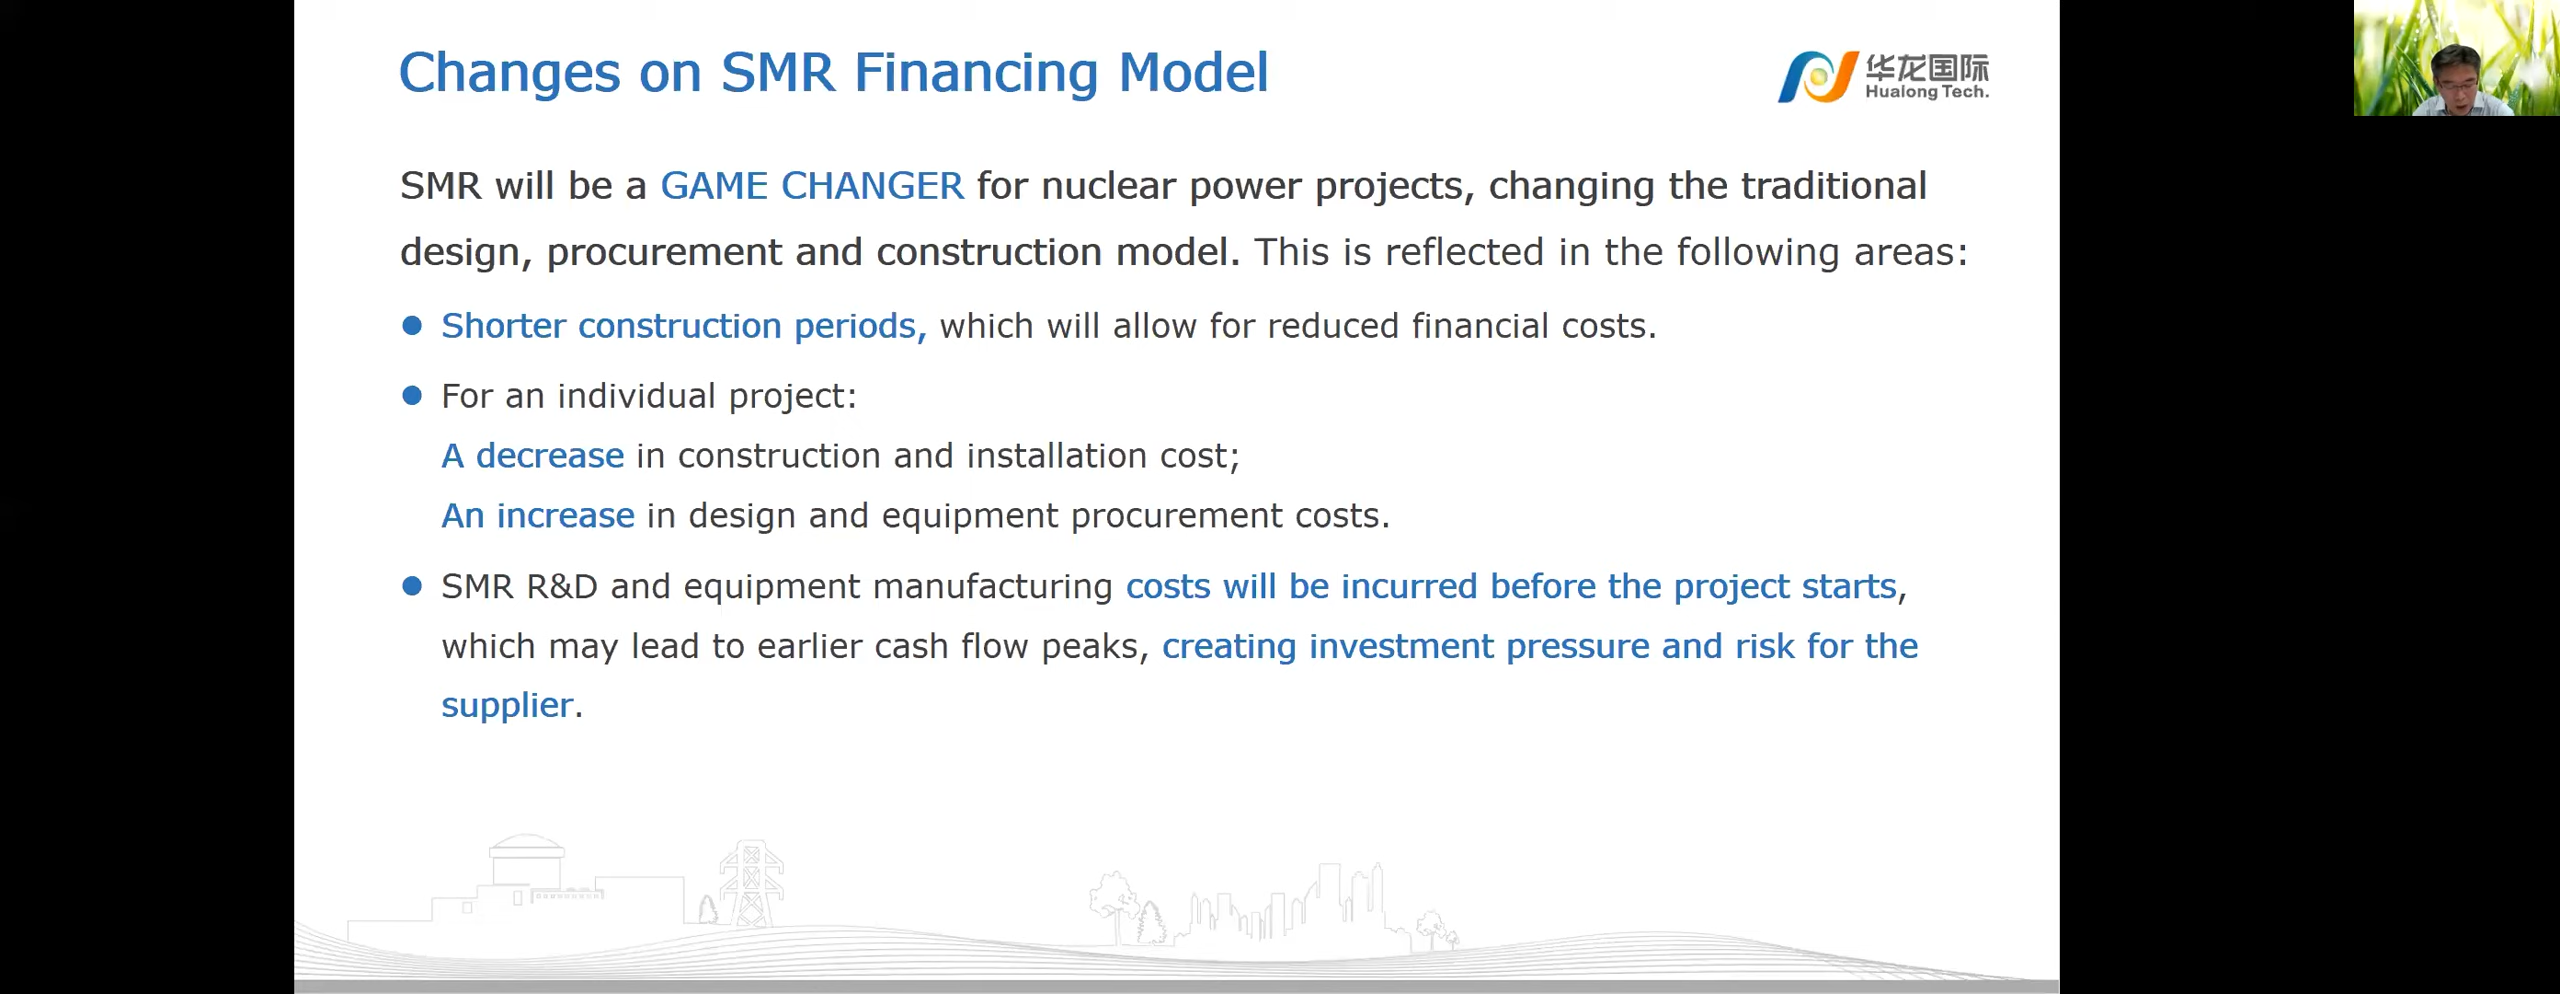 Changes on SMR Financing Model
华龙国际
Hualong Tech.
SMR will be a GAME CHANGER for nuclear power projects, changing the traditional
design, procurement and construction model. This is reflected in the following areas:
● Shorter construction periods, which will allow for reduced financial costs.
● For an individual project:
A decrease in construction and installation cost;
An increase in design and equipment procurement costs.
● SMR R&D and equipment manufacturing costs will be incurred before the project starts,
which may lead to earlier cash flow peaks, creating investment pressure and risk for the
supplier.